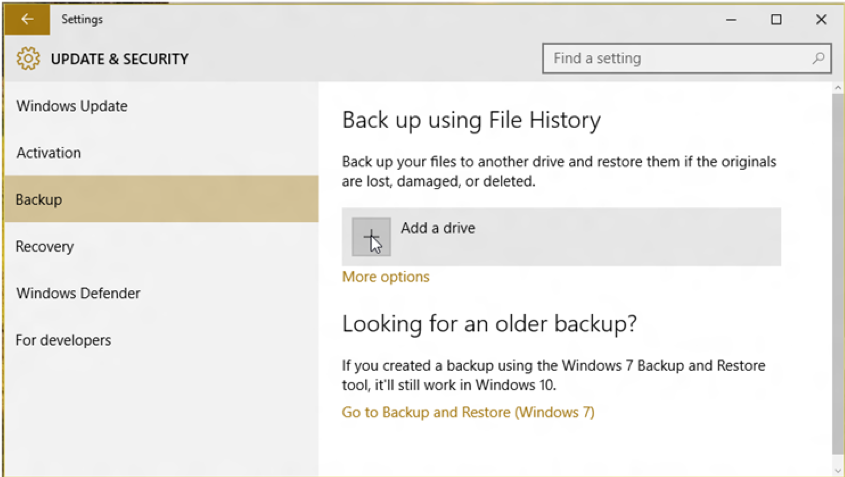 Settings
UPDATE & SECURITY
Find a setting
Windows Update
Activation
Backup
Recovery
Windows Defender
For developers
Back up using File History
Back up your files to another drive and restore them if the originals
are lost, damaged, or deleted.
Add a drive
More options
Looking for an older backup?
If you created a backup using the Windows 7 Backup and Restore
tool, it'll still work in Windows 10.
Go to Backup and Restore (Windows 7)